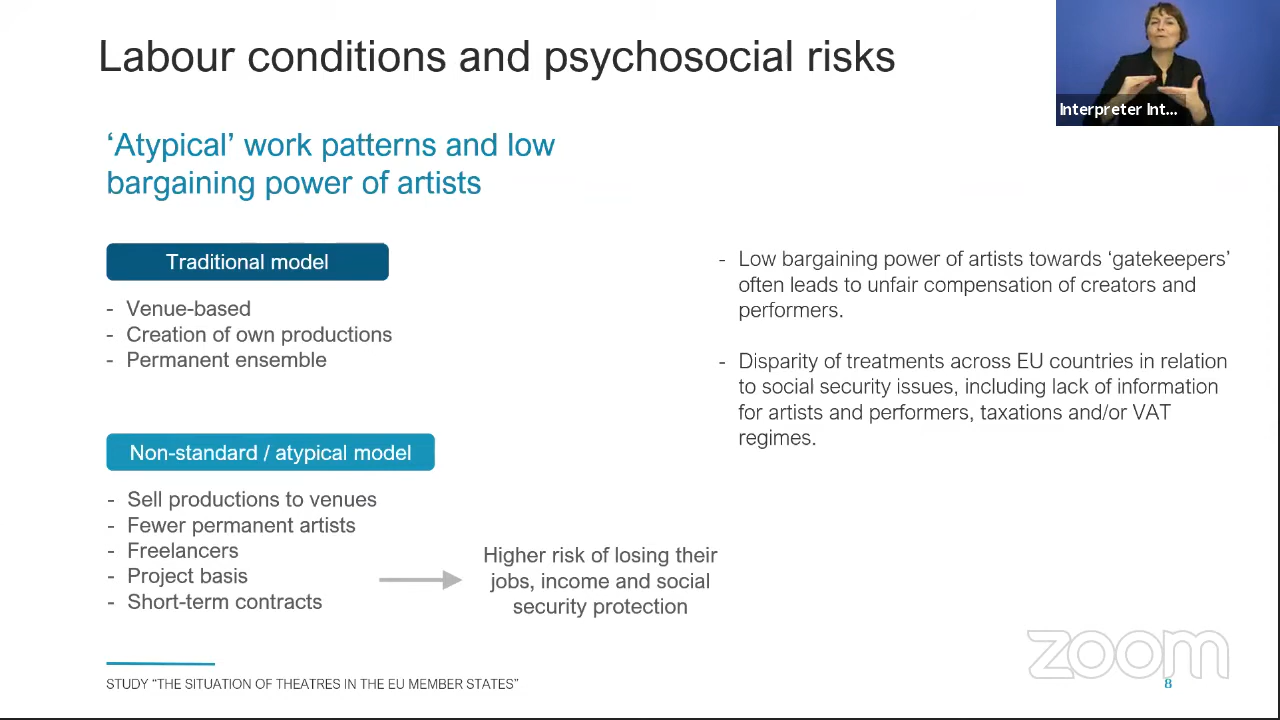 Labour conditions and psychosocial risks
Interpreter Int...
‘Atypical’ work patterns and low
bargaining power of artists
Traditional model
- Venue-based
- Creation of own productions
- Permanent ensemble
Non-standard / atypical model
- Sell productions to venues
- Fewer permanent artists
- Freelancers
- Project basis
- Short-term contracts
Higher risk of losing their
jobs, income and social
security protection
- Low bargaining power of artists towards ‘gatekeepers’
often leads to unfair compensation of creators and
performers.
- Disparity of treatments across EU countries in relation
to social security issues, including lack of information
for artists and performers, taxations and/or VAT
regimes.
STUDY “THE SITUATION OF THEATRES IN THE EU MEMBER STATES”
zoom
8